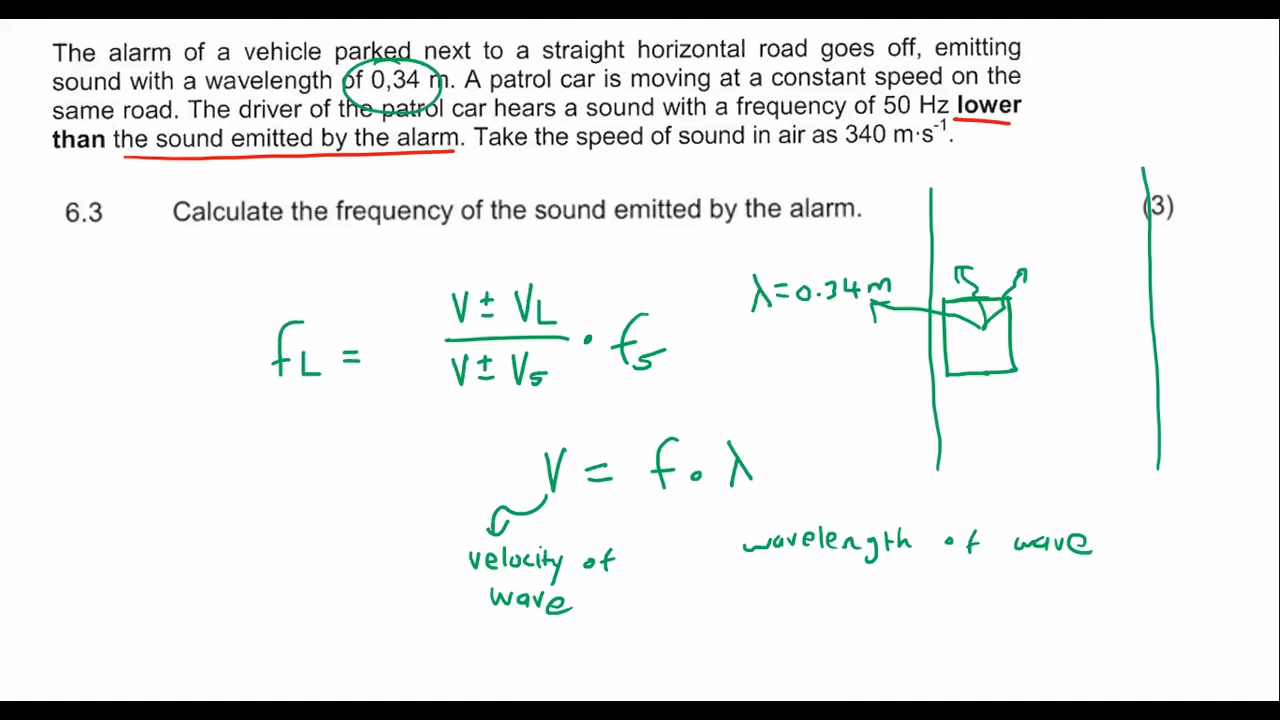 The alarm of a vehicle parked next to a straight horizontal road goes off, emitting
sound with a wavelength of 0,34 m. A patrol car is moving at a constant speed on the
same road. The driver of the patrol car hears a sound with a frequency of 50 Hz lower
than the sound emitted by the alarm. Take the speed of sound in air as 340 m·s⁻¹.
6.3 Calculate the frequency of the sound emitted by the alarm. (3)
λ=0.34m
fL = (V ± VL)/(V ± Vs) · fs
V = f · λ
velocity of
wave
wavelength of wave